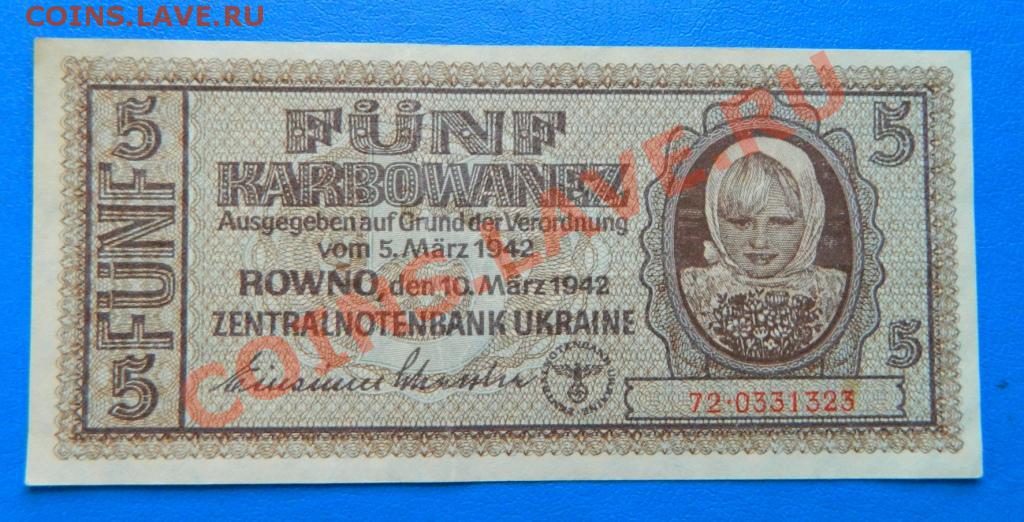 COINS.LAVE.RU
5 FÜNF 5
FÜNF
KARBOWANEZ
Ausgegeben auf Grund der Verordnung
vom 5. März 1942
ROWNO, den 10. März 1942
ZENTRALNOTENBANK UKRAINE
5
5
72·0331323
COINS.LAVE.RU